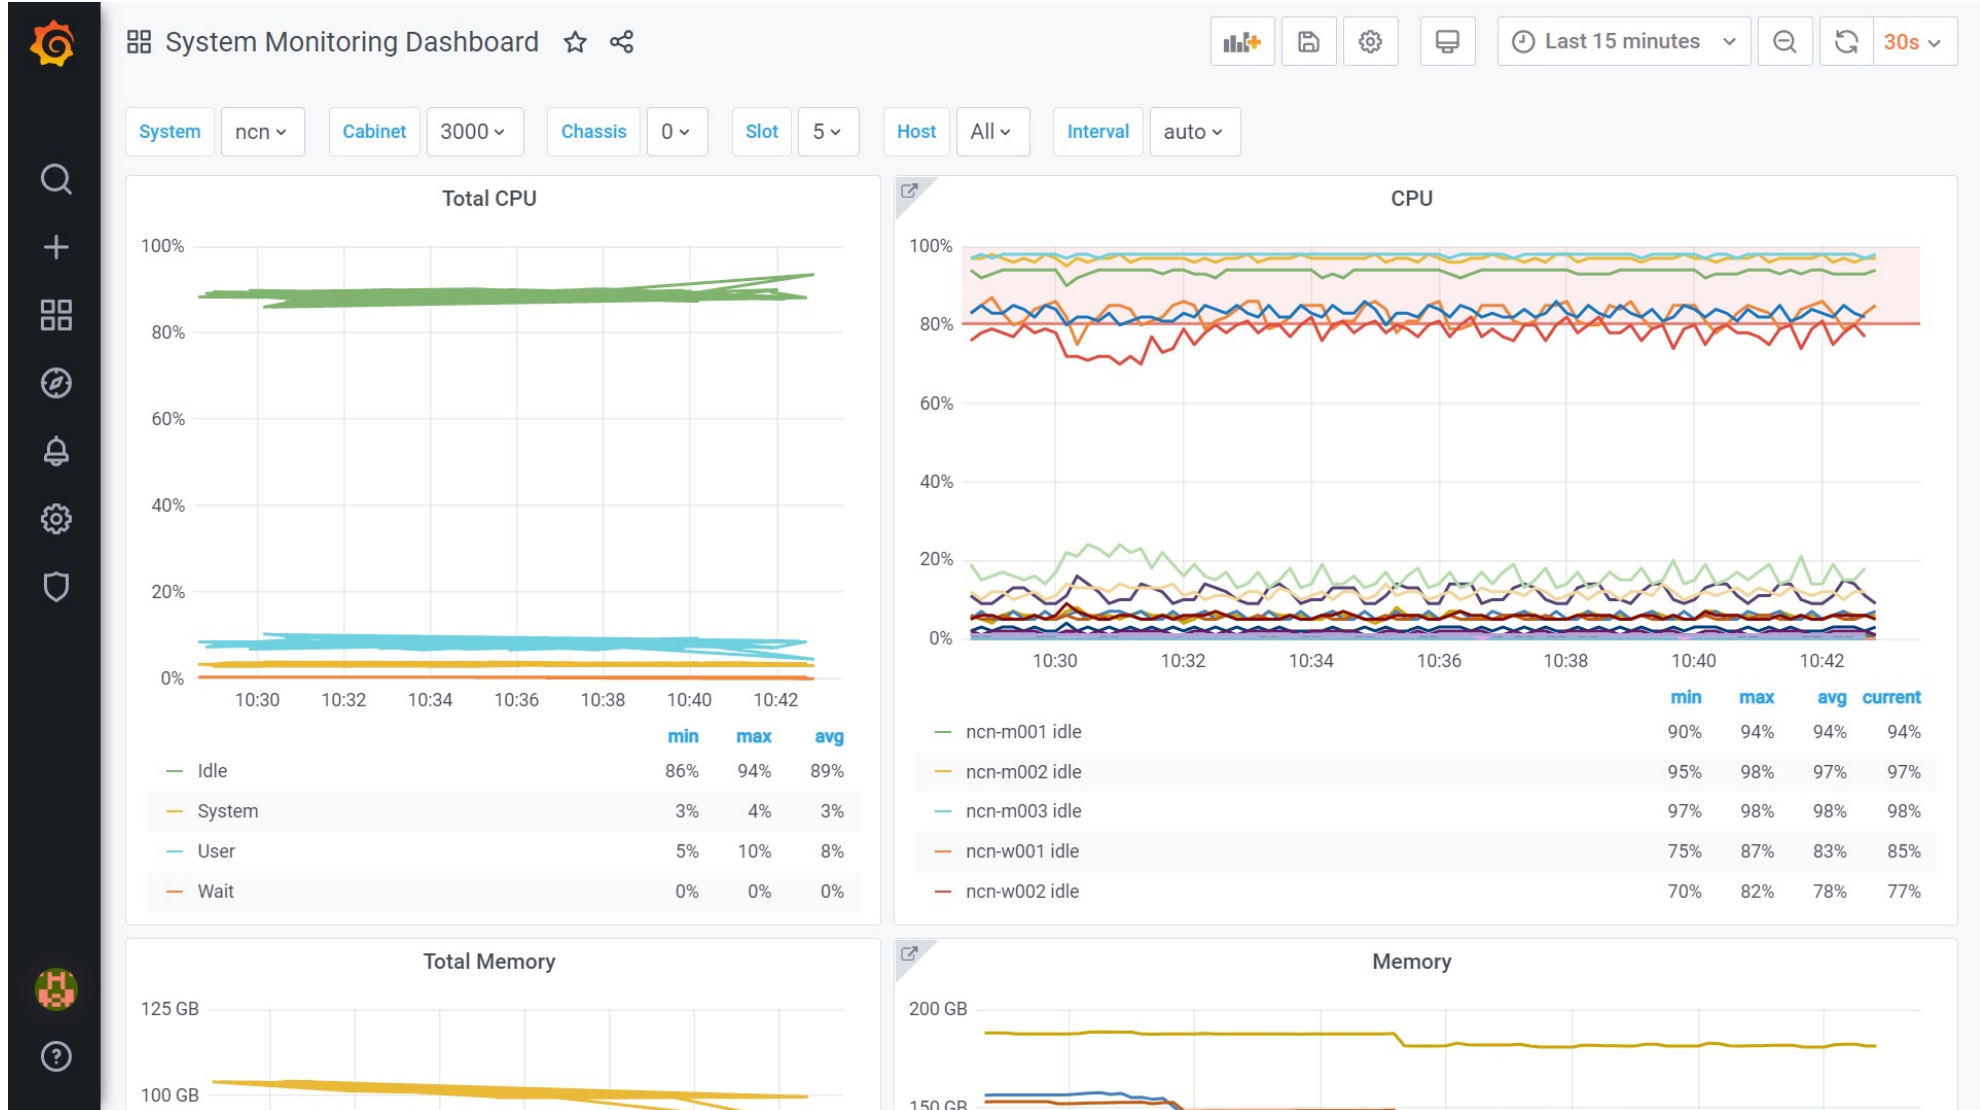 System Monitoring Dashboard
Last 15 minutes
30s
System ncn Cabinet 3000 Chassis 0 Slot 5 Host All Interval auto
Total CPU
100%
80%
60%
40%
20%
0%
10:30 10:32 10:34 10:36 10:38 10:40 10:42
min max avg
Idle 86% 94% 89%
System 3% 4% 3%
User 5% 10% 8%
Wait 0% 0% 0%
CPU
100%
80%
60%
40%
20%
0%
10:30 10:32 10:34 10:36 10:38 10:40 10:42
min max avg current
ncn-m001 idle 90% 94% 94% 94%
ncn-m002 idle 95% 98% 97% 97%
ncn-m003 idle 97% 98% 98% 98%
ncn-w001 idle 75% 87% 83% 85%
ncn-w002 idle 70% 82% 78% 77%
Total Memory
125 GB
100 GB
Memory
200 GB
150 GB